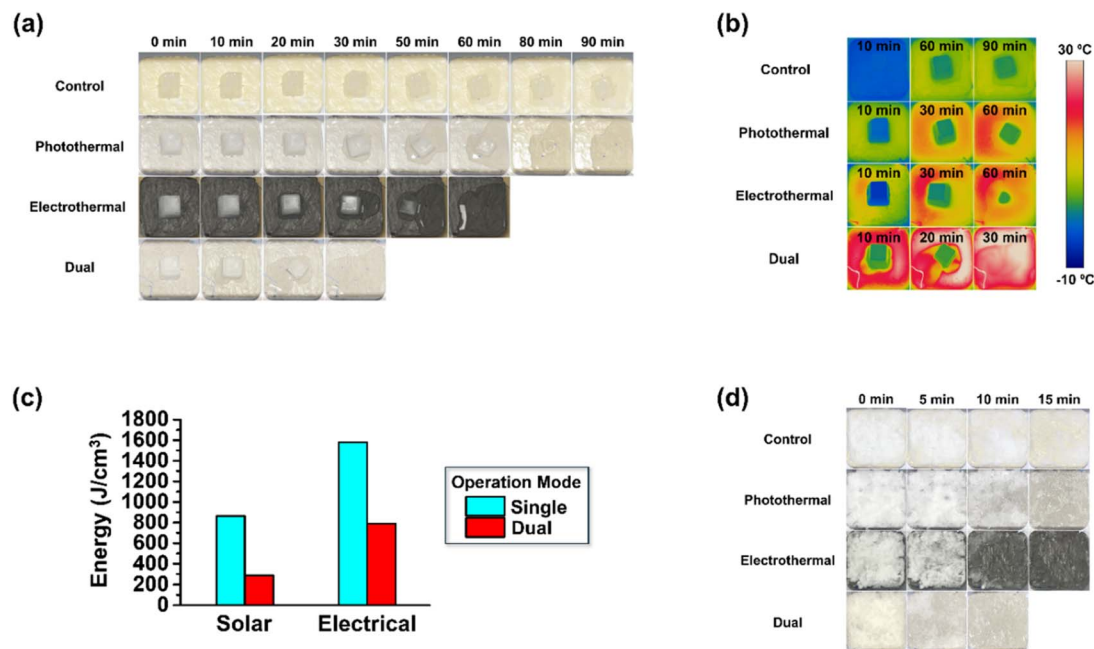 (a)
0 min 10 min 20 min 30 min 50 min 60 min 80 min 90 min
Control
Photothermal
Electrothermal
Dual
(b)
10 min 60 min 90 min
Control
10 min 30 min 60 min
Photothermal
10 min 30 min 60 min
Electrothermal
10 min 20 min 30 min
Dual
30 ºC
-10 ºC
(c)
Energy (J/cm³)
1800
1600
1400
1200
1000
800
600
400
200
0
Solar Electrical
Operation Mode
Single
Dual
(d)
0 min 5 min 10 min 15 min
Control
Photothermal
Electrothermal
Dual